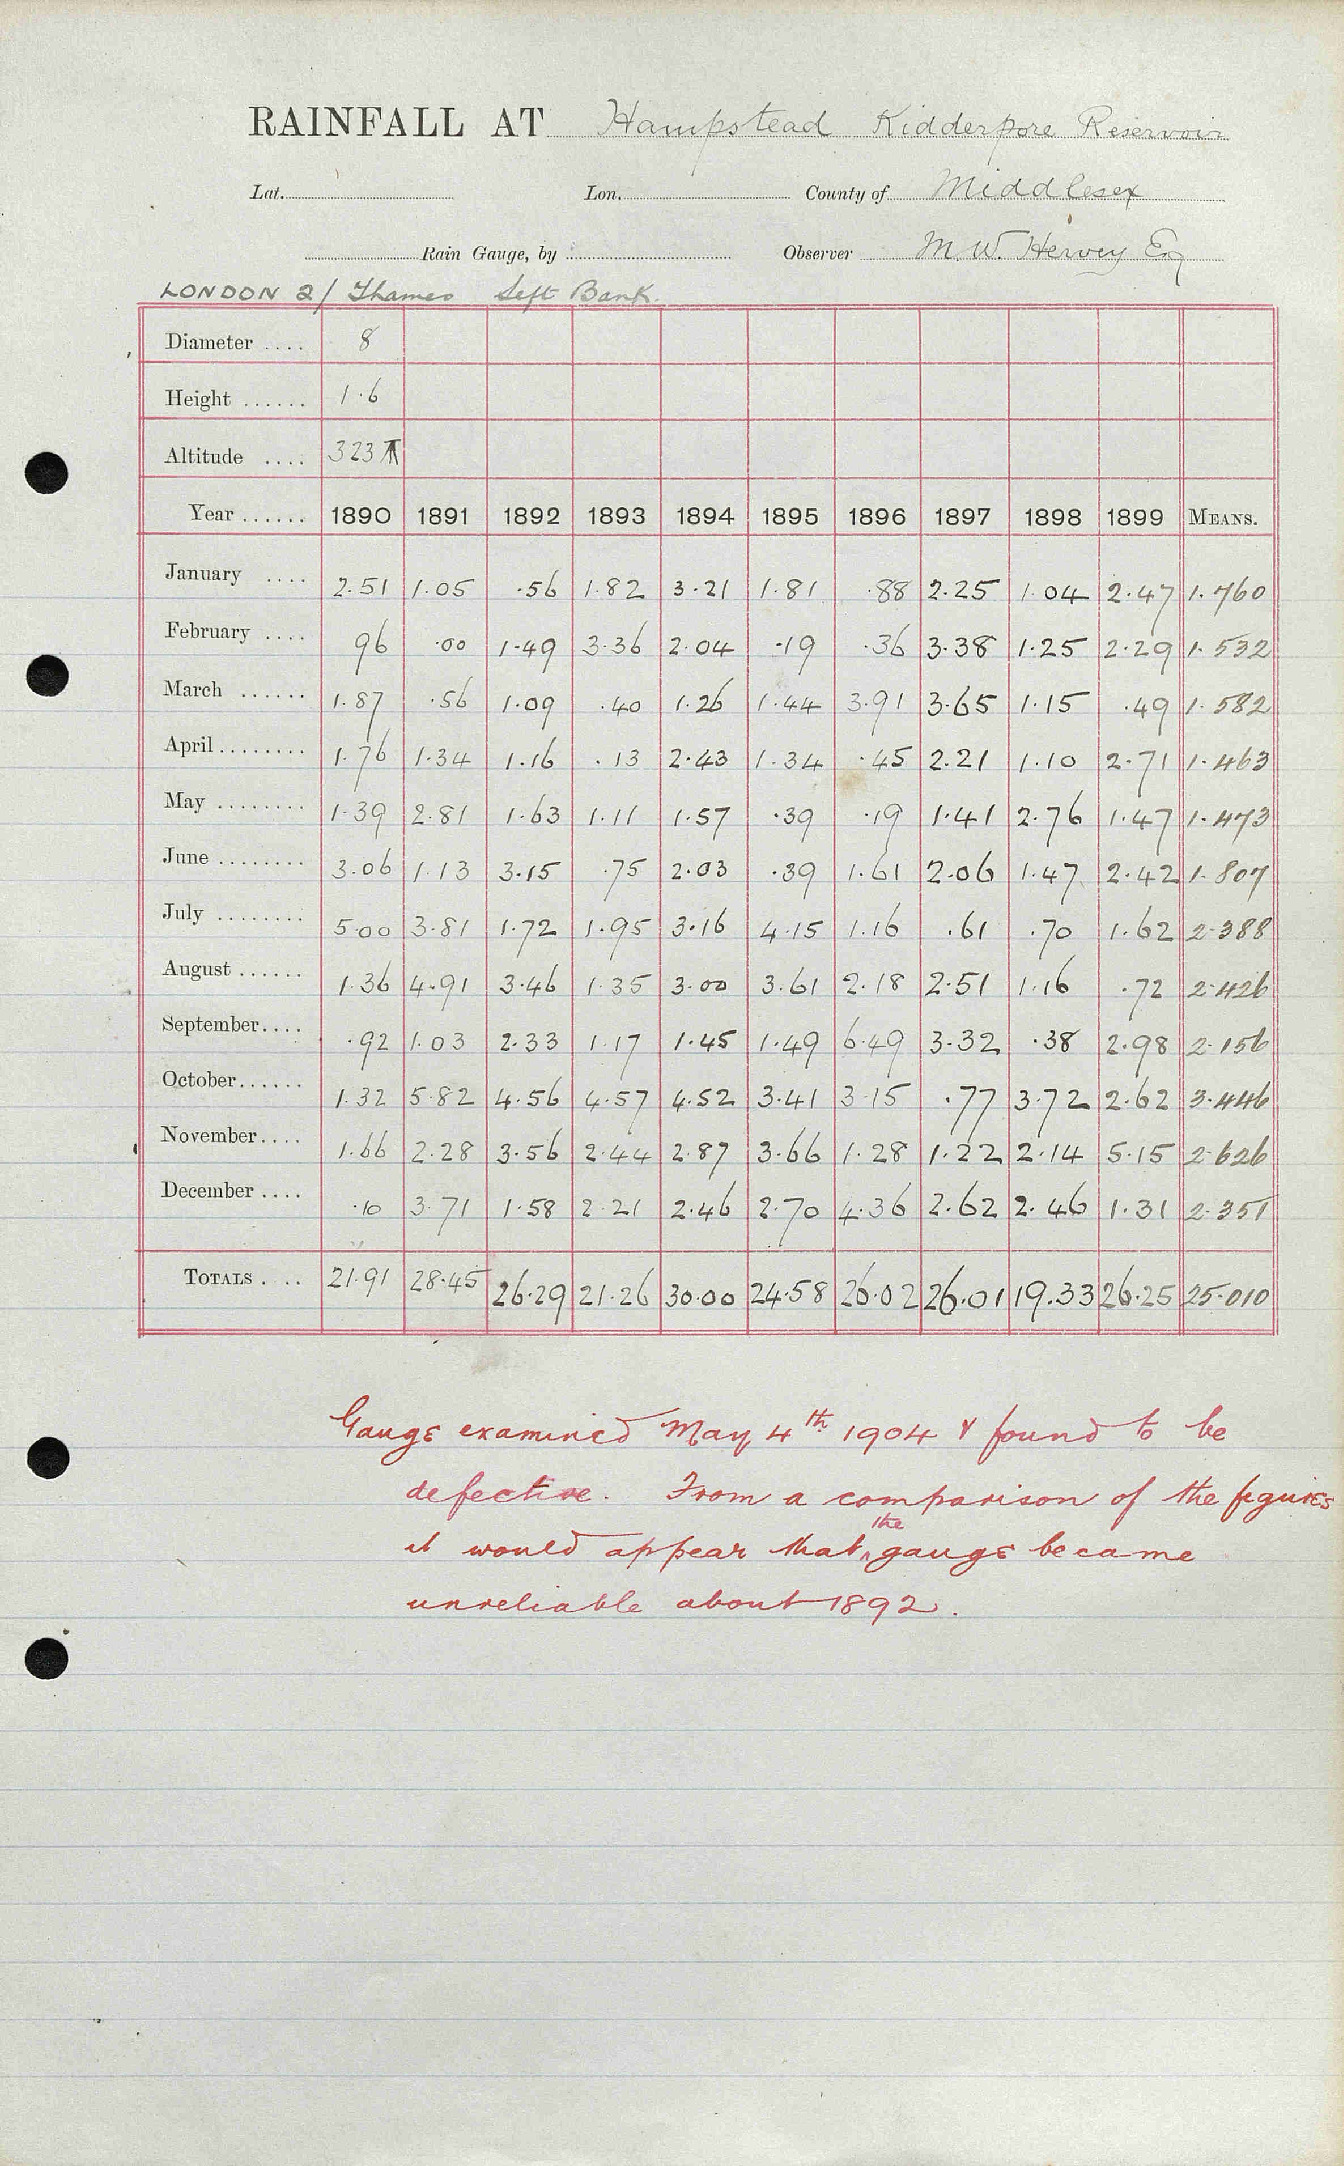 RAINFALL AT Hampstead Kidderpore Reservoir
Lat. Lon. County of Middlesex
Rain Gauge, by Observer M W. Hervey Esq
LONDON 2/ Thames Left Bank.
Diameter .... 8
Height ...... 1.6
Altitude .... 323
Year ...... 1890 1891 1892 1893 1894 1895 1896 1897 1898 1899 MEANS.
January .... 2.51 1.05 .56 1.82 3.21 1.81 .88 2.25 1.04 2.47 1.760
February .... 96 .00 1.49 3.36 2.04 .19 .36 3.38 1.25 2.29 1.532
March ...... 1.87 .56 1.09 .40 1.26 1.44 3.91 3.65 1.15 .49 1.582
April ........ 1.76 1.34 1.16 .13 2.43 1.34 .45 2.21 1.10 2.71 1.463
May ........ 1.39 2.81 1.63 1.11 1.57 .39 .19 1.41 2.76 1.47 1.473
June ........ 3.06 1.13 3.15 .75 2.03 .39 1.61 2.06 1.47 2.42 1.807
July ........ 5.00 3.81 1.72 1.95 3.16 4.15 1.16 .61 .70 1.62 2.388
August ...... 1.36 4.91 3.46 1.35 3.00 3.61 2.18 2.51 1.16 .72 2.426
September .... .92 1.03 2.33 1.17 1.45 1.49 6.49 3.32 .38 2.98 2.156
October ...... 1.32 5.82 4.56 4.57 4.52 3.41 3.15 .77 3.72 2.62 3.446
November .... 1.66 2.28 3.56 2.44 2.87 3.66 1.28 1.22 2.14 5.15 2.626
December .... .10 3.71 1.58 2.21 2.46 2.70 4.36 2.62 2.46 1.31 2.351
TOTALS .... 21.91 28.45 26.29 21.26 30.00 24.58 26.02 26.01 19.33 26.25 25.010
Gauge examined May 4th 1904 & found to be
defective. From a comparison of the figures
it would appear that the gauge became
unreliable about 1892.